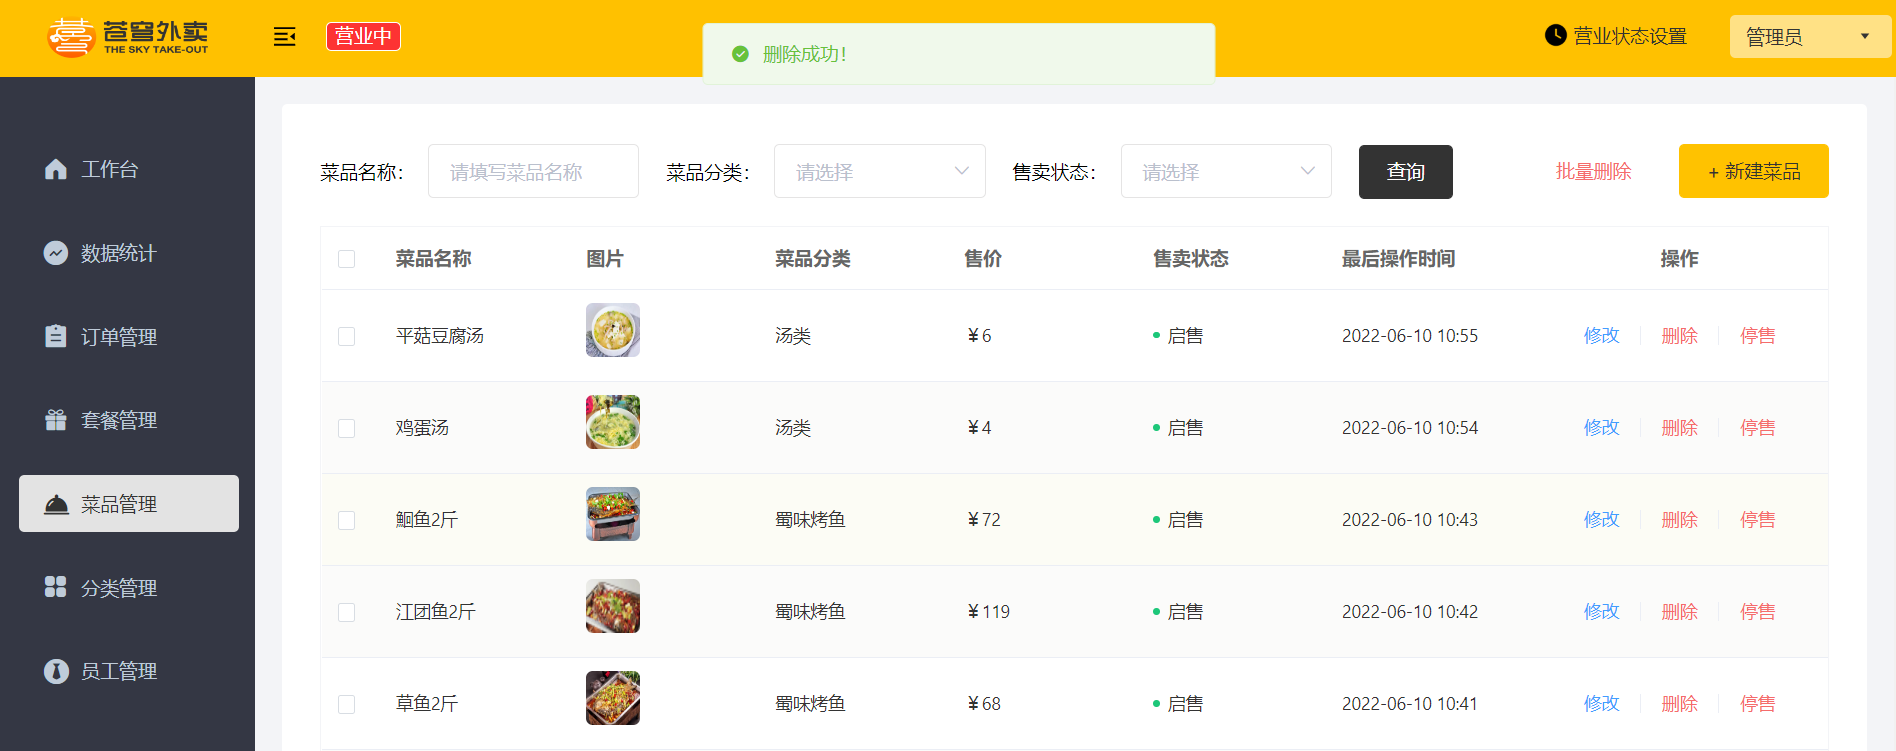 苍穹外卖
THE SKY TAKE-OUT
营业中
删除成功！
营业状态设置
管理员
工作台
数据统计
订单管理
套餐管理
菜品管理
分类管理
员工管理
菜品名称： 请填写菜品名称 菜品分类： 请选择 售卖状态： 请选择 查询 批量删除 + 新建菜品
菜品名称 图片 菜品分类 售价 售卖状态 最后操作时间 操作
平菇豆腐汤 汤类 ￥6 启售 2022-06-10 10:55 修改 删除 停售
鸡蛋汤 汤类 ￥4 启售 2022-06-10 10:54 修改 删除 停售
鮰鱼2斤 蜀味烤鱼 ￥72 启售 2022-06-10 10:43 修改 删除 停售
江团鱼2斤 蜀味烤鱼 ￥119 启售 2022-06-10 10:42 修改 删除 停售
草鱼2斤 蜀味烤鱼 ￥68 启售 2022-06-10 10:41 修改 删除 停售